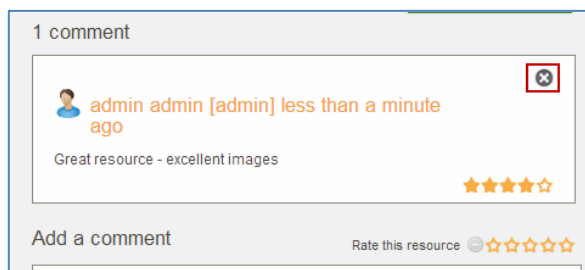 1 comment
admin admin [admin] less than a minute
ago
Great resource - excellent images
Add a comment
Rate this resource